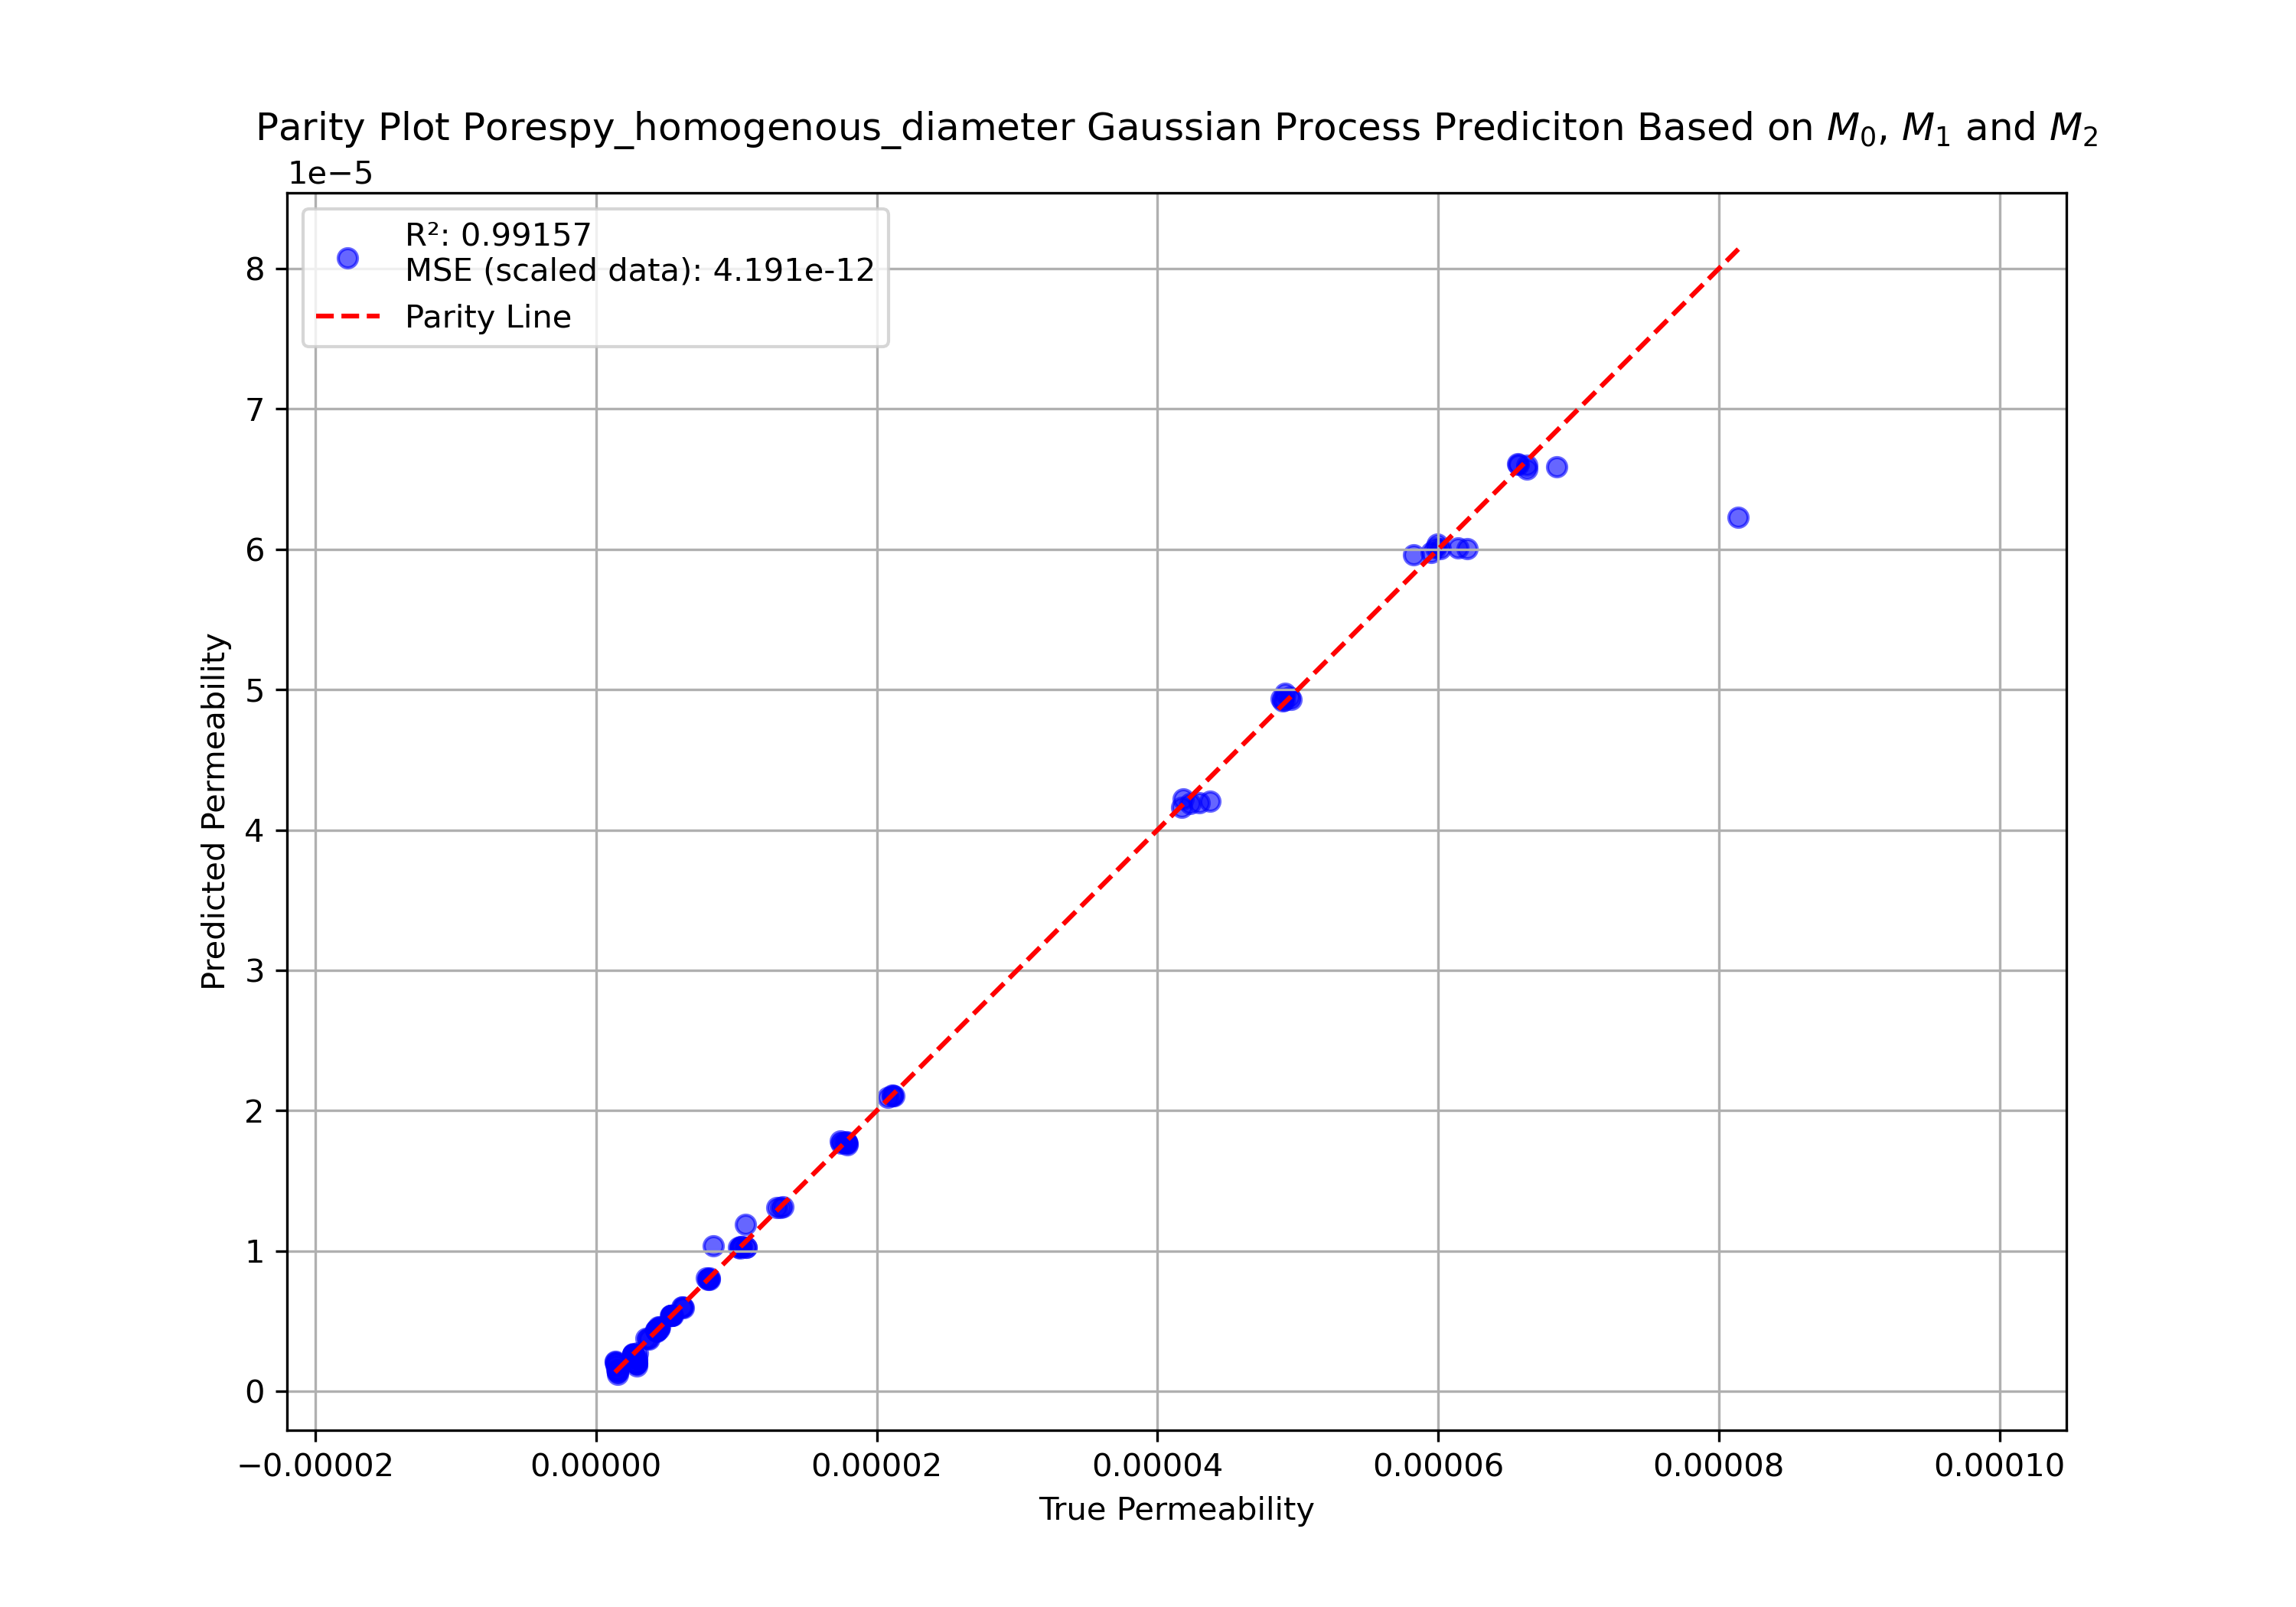 Parity Plot Porespy_homogenous_diameter Gaussian Process Prediciton Based on M₀, M₁ and M₂
1e−5
R²: 0.99157
MSE (scaled data): 4.191e-12
Parity Line
8
7
6
5
4
3
2
1
0
Predicted Permeability
−0.00002 0.00000 0.00002 0.00004 0.00006 0.00008 0.00010
True Permeability